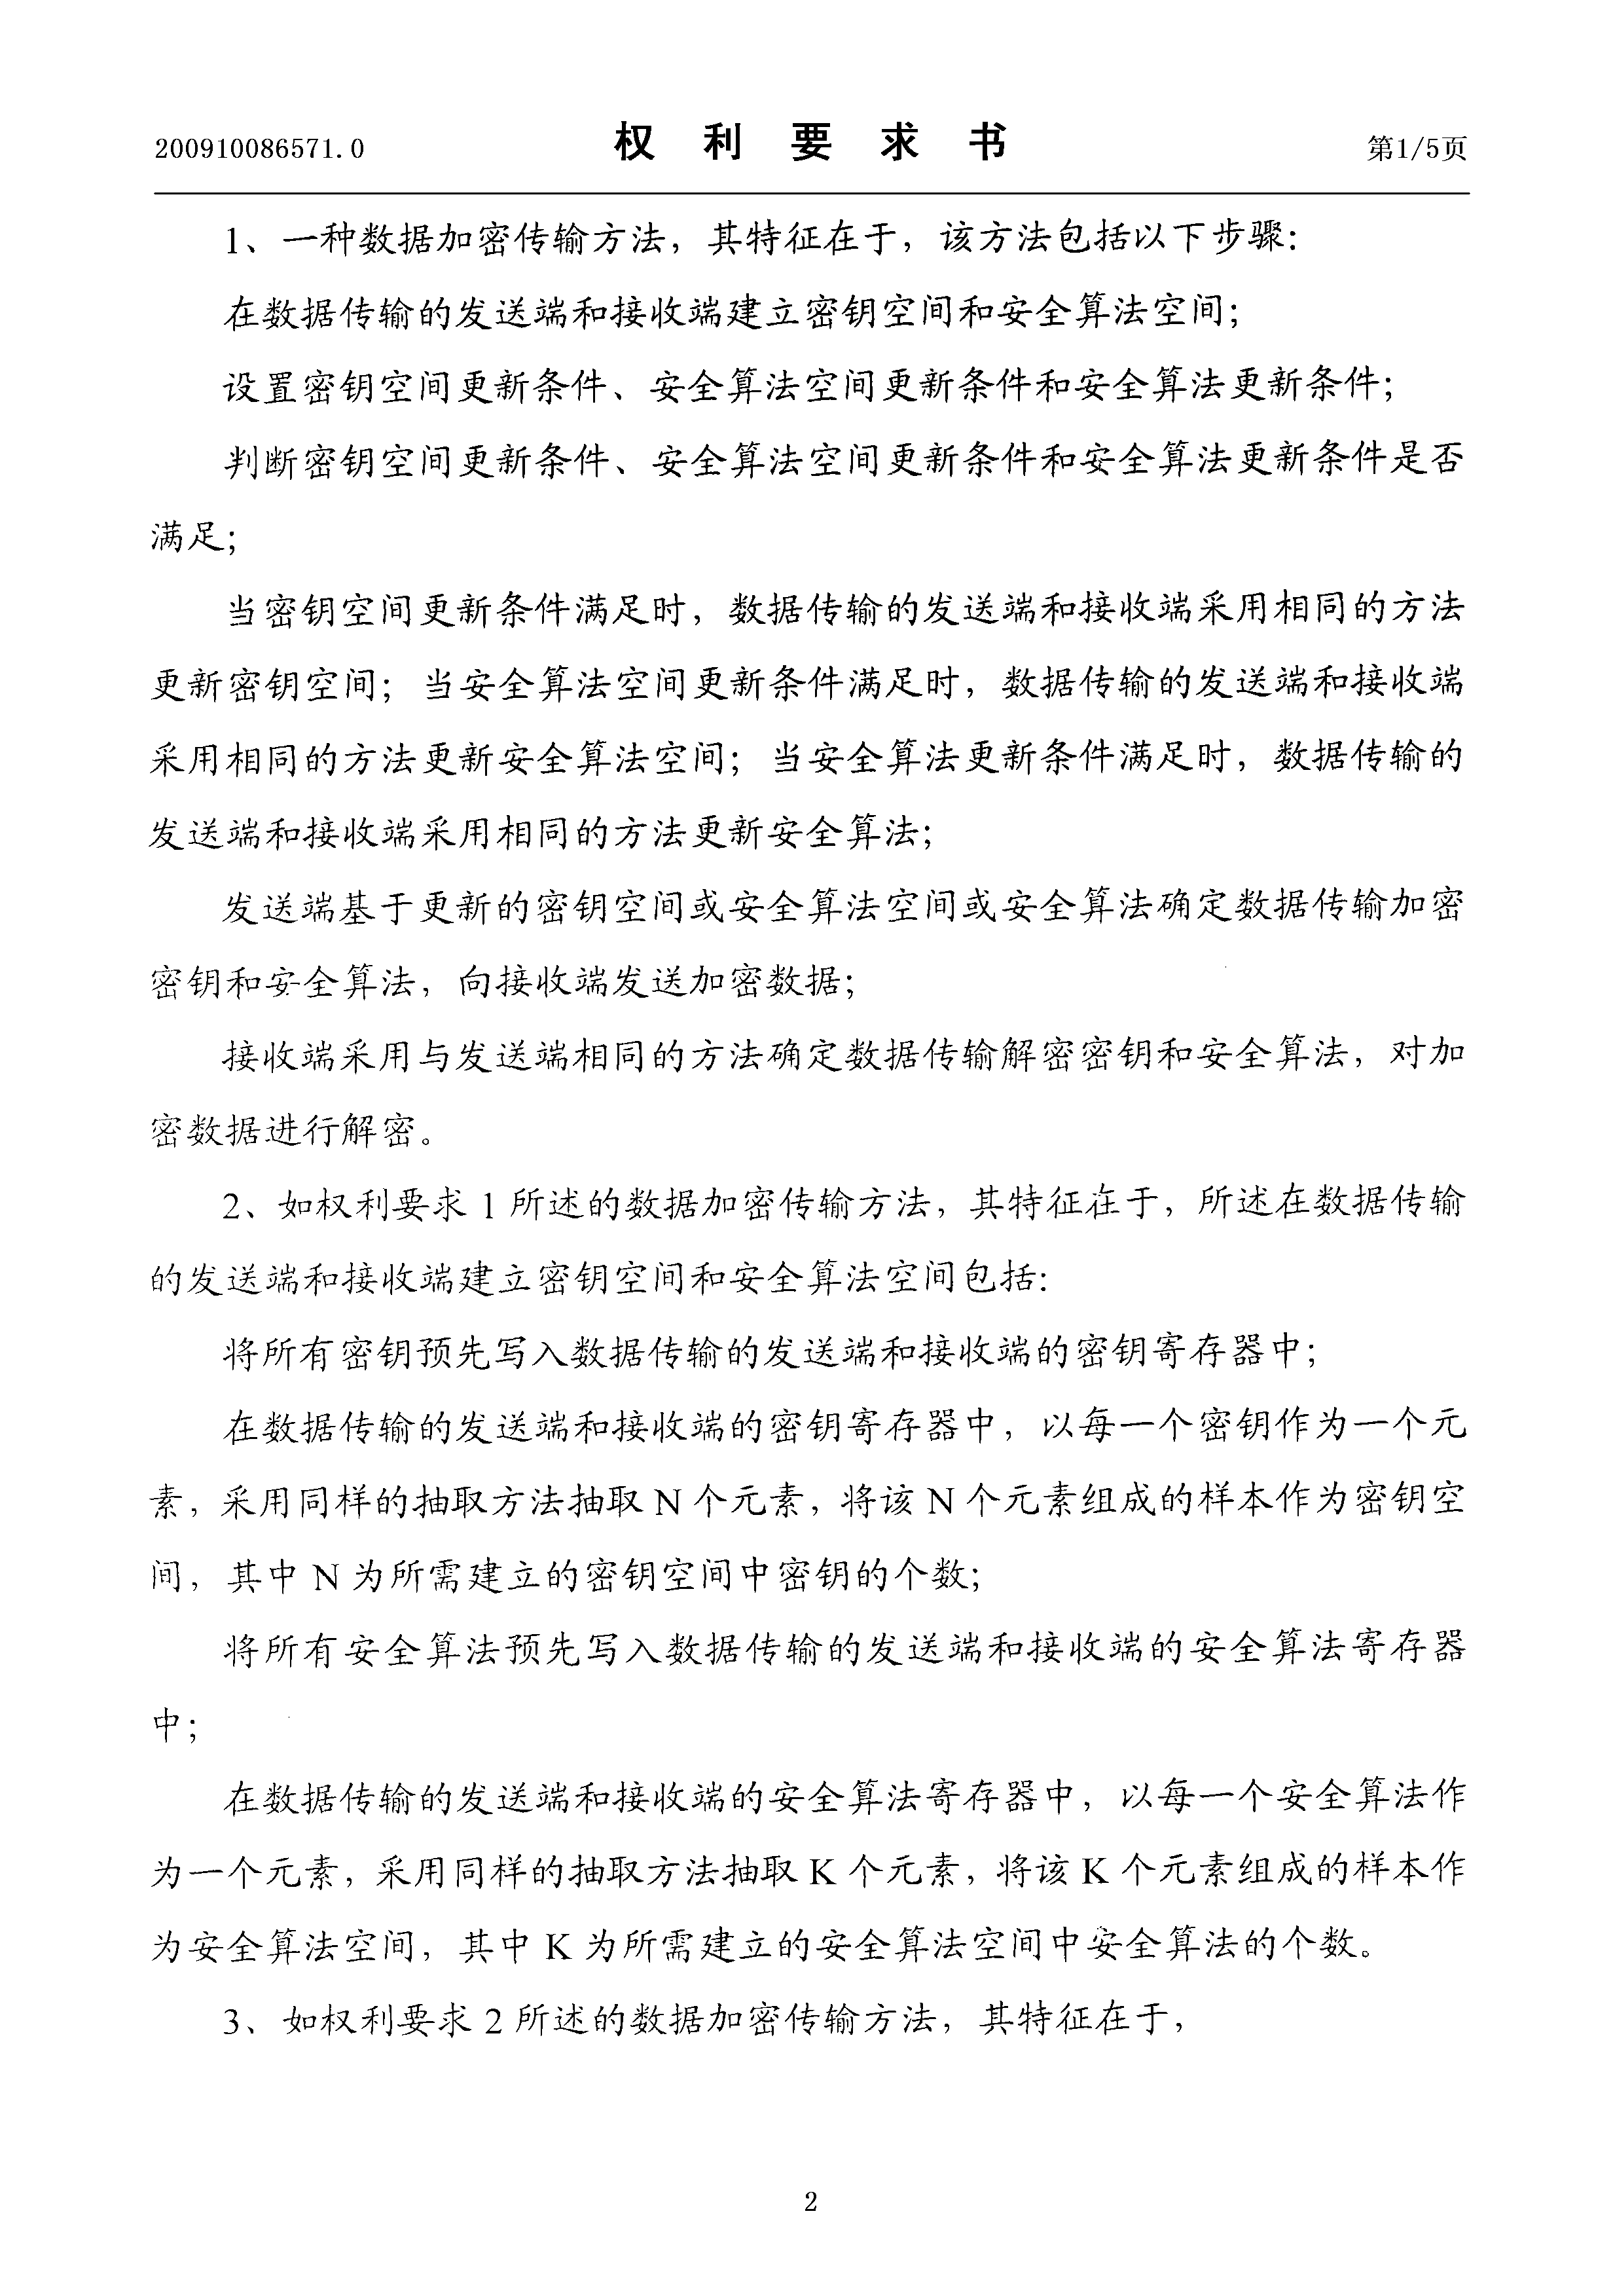 200910086571.0 权利要求书 第1/5页
1、一种数据加密传输方法，其特征在于，该方法包括以下步骤：
在数据传输的发送端和接收端建立密钥空间和安全算法空间；
设置密钥空间更新条件、安全算法空间更新条件和安全算法更新条件；
判断密钥空间更新条件、安全算法空间更新条件和安全算法更新条件是否
满足；
当密钥空间更新条件满足时，数据传输的发送端和接收端采用相同的方法
更新密钥空间；当安全算法空间更新条件满足时，数据传输的发送端和接收端
采用相同的方法更新安全算法空间；当安全算法更新条件满足时，数据传输的
发送端和接收端采用相同的方法更新安全算法；
发送端基于更新的密钥空间或安全算法空间或安全算法确定数据传输加密
密钥和安全算法，向接收端发送加密数据；
接收端采用与发送端相同的方法确定数据传输解密密钥和安全算法，对加
密数据进行解密。
2、如权利要求 1 所述的数据加密传输方法，其特征在于，所述在数据传输
的发送端和接收端建立密钥空间和安全算法空间包括:
将所有密钥预先写入数据传输的发送端和接收端的密钥寄存器中；
在数据传输的发送端和接收端的密钥寄存器中，以每一个密钥作为一个元
素，采用同样的抽取方法抽取 N 个元素，将该 N 个元素组成的样本作为密钥空
间，其中 N 为所需建立的密钥空间中密钥的个数；
将所有安全算法预先写入数据传输的发送端和接收端的安全算法寄存器
中；
在数据传输的发送端和接收端的安全算法寄存器中，以每一个安全算法作
为一个元素，采用同样的抽取方法抽取 K 个元素，将该 K 个元素组成的样本作
为安全算法空间，其中 K 为所需建立的安全算法空间中安全算法的个数。
3、如权利要求 2 所述的数据加密传输方法，其特征在于，
2